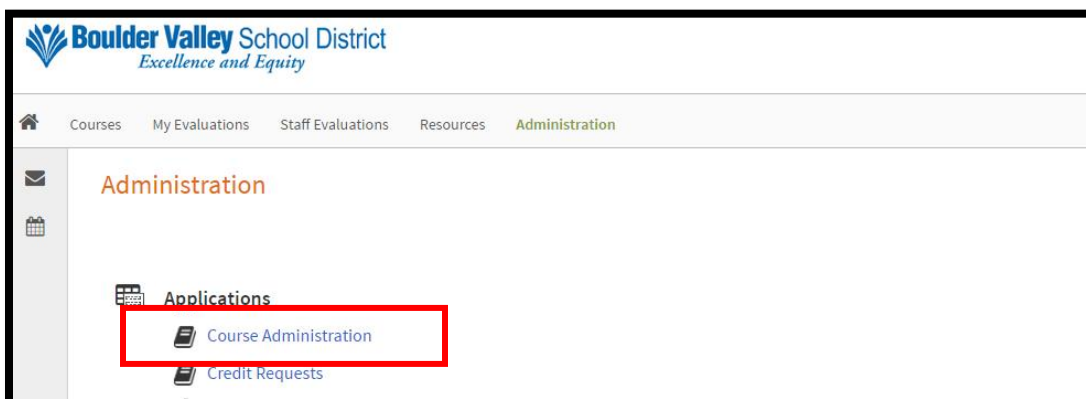 Boulder Valley School District
Excellence and Equity
Courses My Evaluations Staff Evaluations Resources Administration
Administration
Applications
Course Administration
Credit Requests